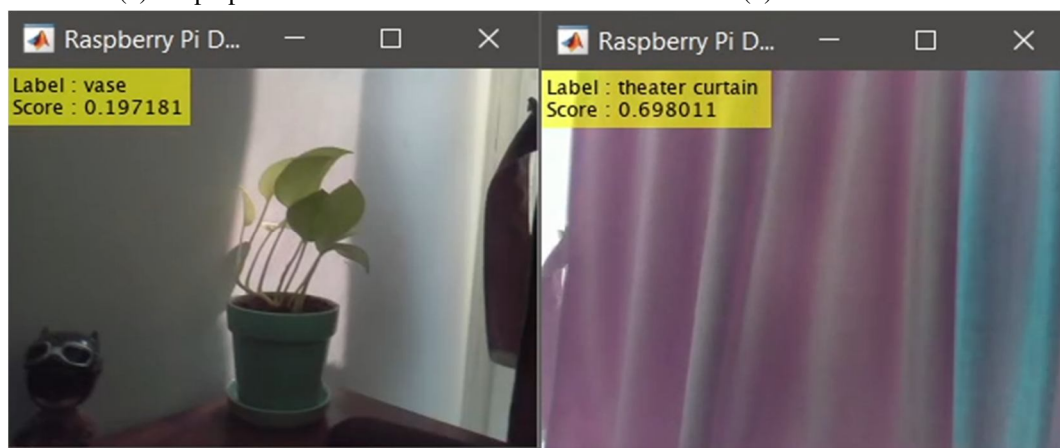 Raspberry Pi D...
Label : vase
Score : 0.197181
Raspberry Pi D...
Label : theater curtain
Score : 0.698011